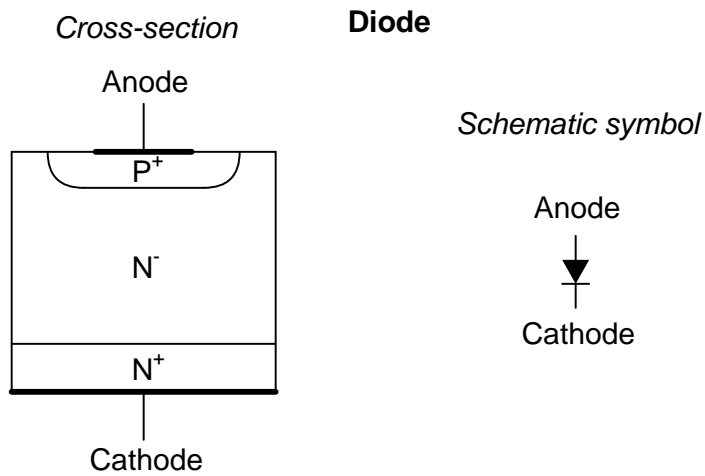 Diode
Cross-section
Anode
P⁺
N⁻
N⁺
Cathode
Schematic symbol
Anode
Cathode